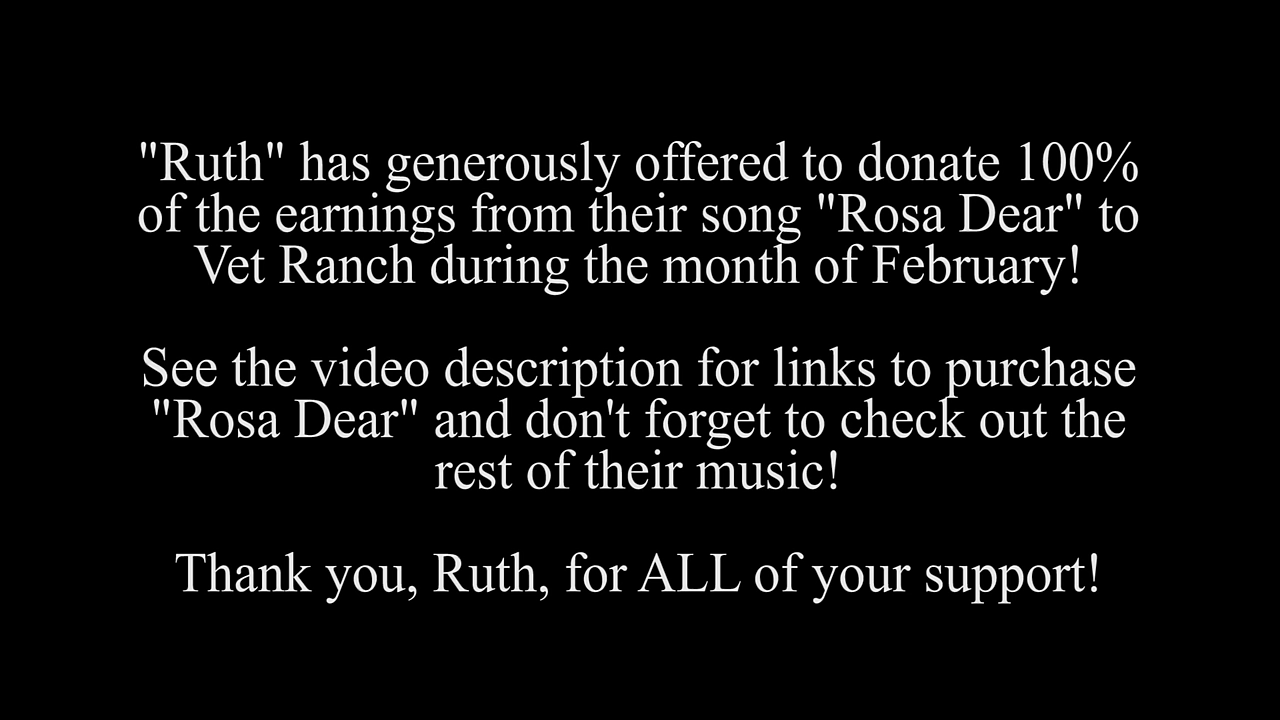 "Ruth" has generously offered to donate 100%
of the earnings from their song "Rosa Dear" to
Vet Ranch during the month of February!
See the video description for links to purchase
"Rosa Dear" and don't forget to check out the
rest of their music!
Thank you, Ruth, for ALL of your support!